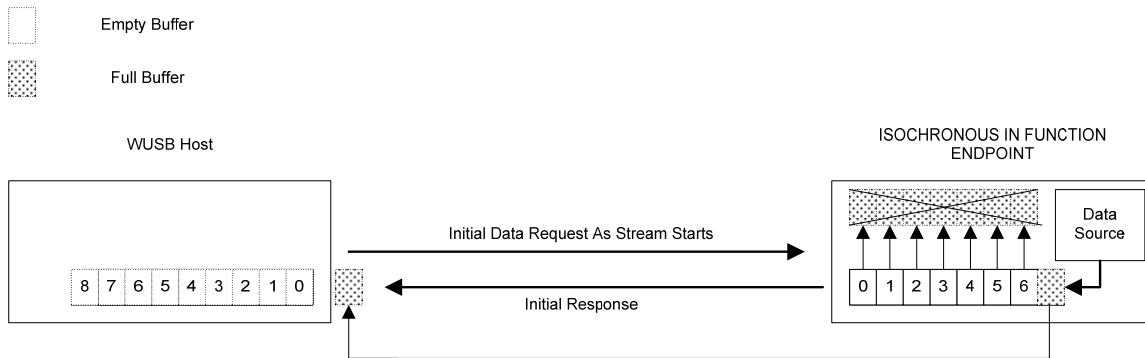 Empty Buffer
Full Buffer
WUSB Host
ISOCHRONOUS IN FUNCTION
ENDPOINT
Data
Source
Initial Data Request As Stream Starts
8 7 6 5 4 3 2 1 0
0 1 2 3 4 5 6
Initial Response